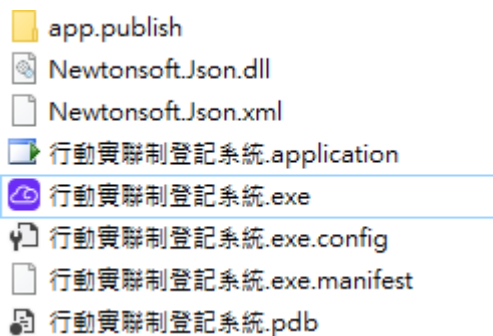 app.publish
Newtonsoft.Json.dll
Newtonsoft.Json.xml
行動實聯制登記系統.application
行動實聯制登記系統.exe
行動實聯制登記系統.exe.config
行動實聯制登記系統.exe.manifest
行動實聯制登記系統.pdb